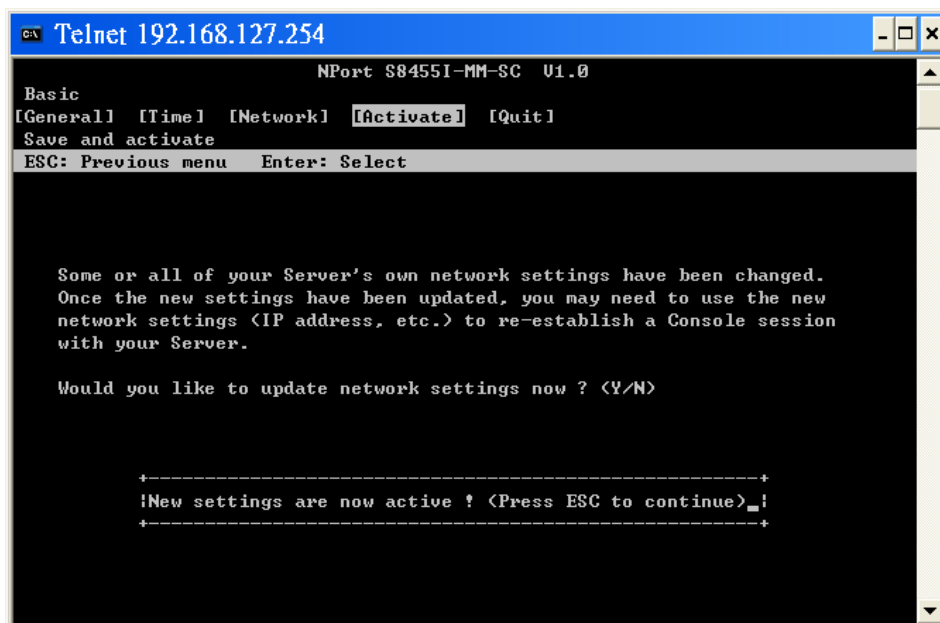 Telnet 192.168.127.254
NPort S8455I-MM-SC V1.0
Basic
[General] [Time] [Network] [Activate] [Quit]
Save and activate
ESC: Previous menu Enter: Select
Some or all of your Server's own network settings have been changed.
Once the new settings have been updated, you may need to use the new
network settings (IP address, etc.) to re-establish a Console session
with your Server.
Would you like to update network settings now ? (Y/N)
New settings are now active ! (Press ESC to continue)_